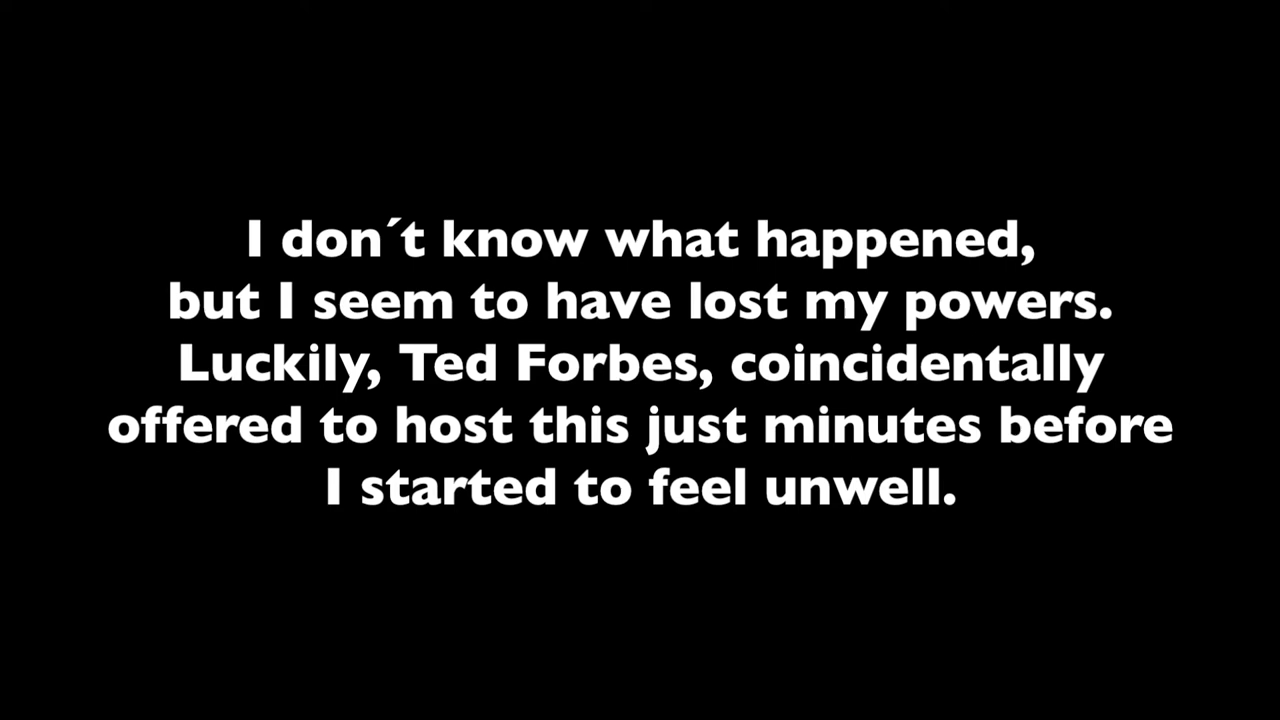 I don´t know what happened,
but I seem to have lost my powers.
Luckily, Ted Forbes, coincidentally
offered to host this just minutes before
I started to feel unwell.